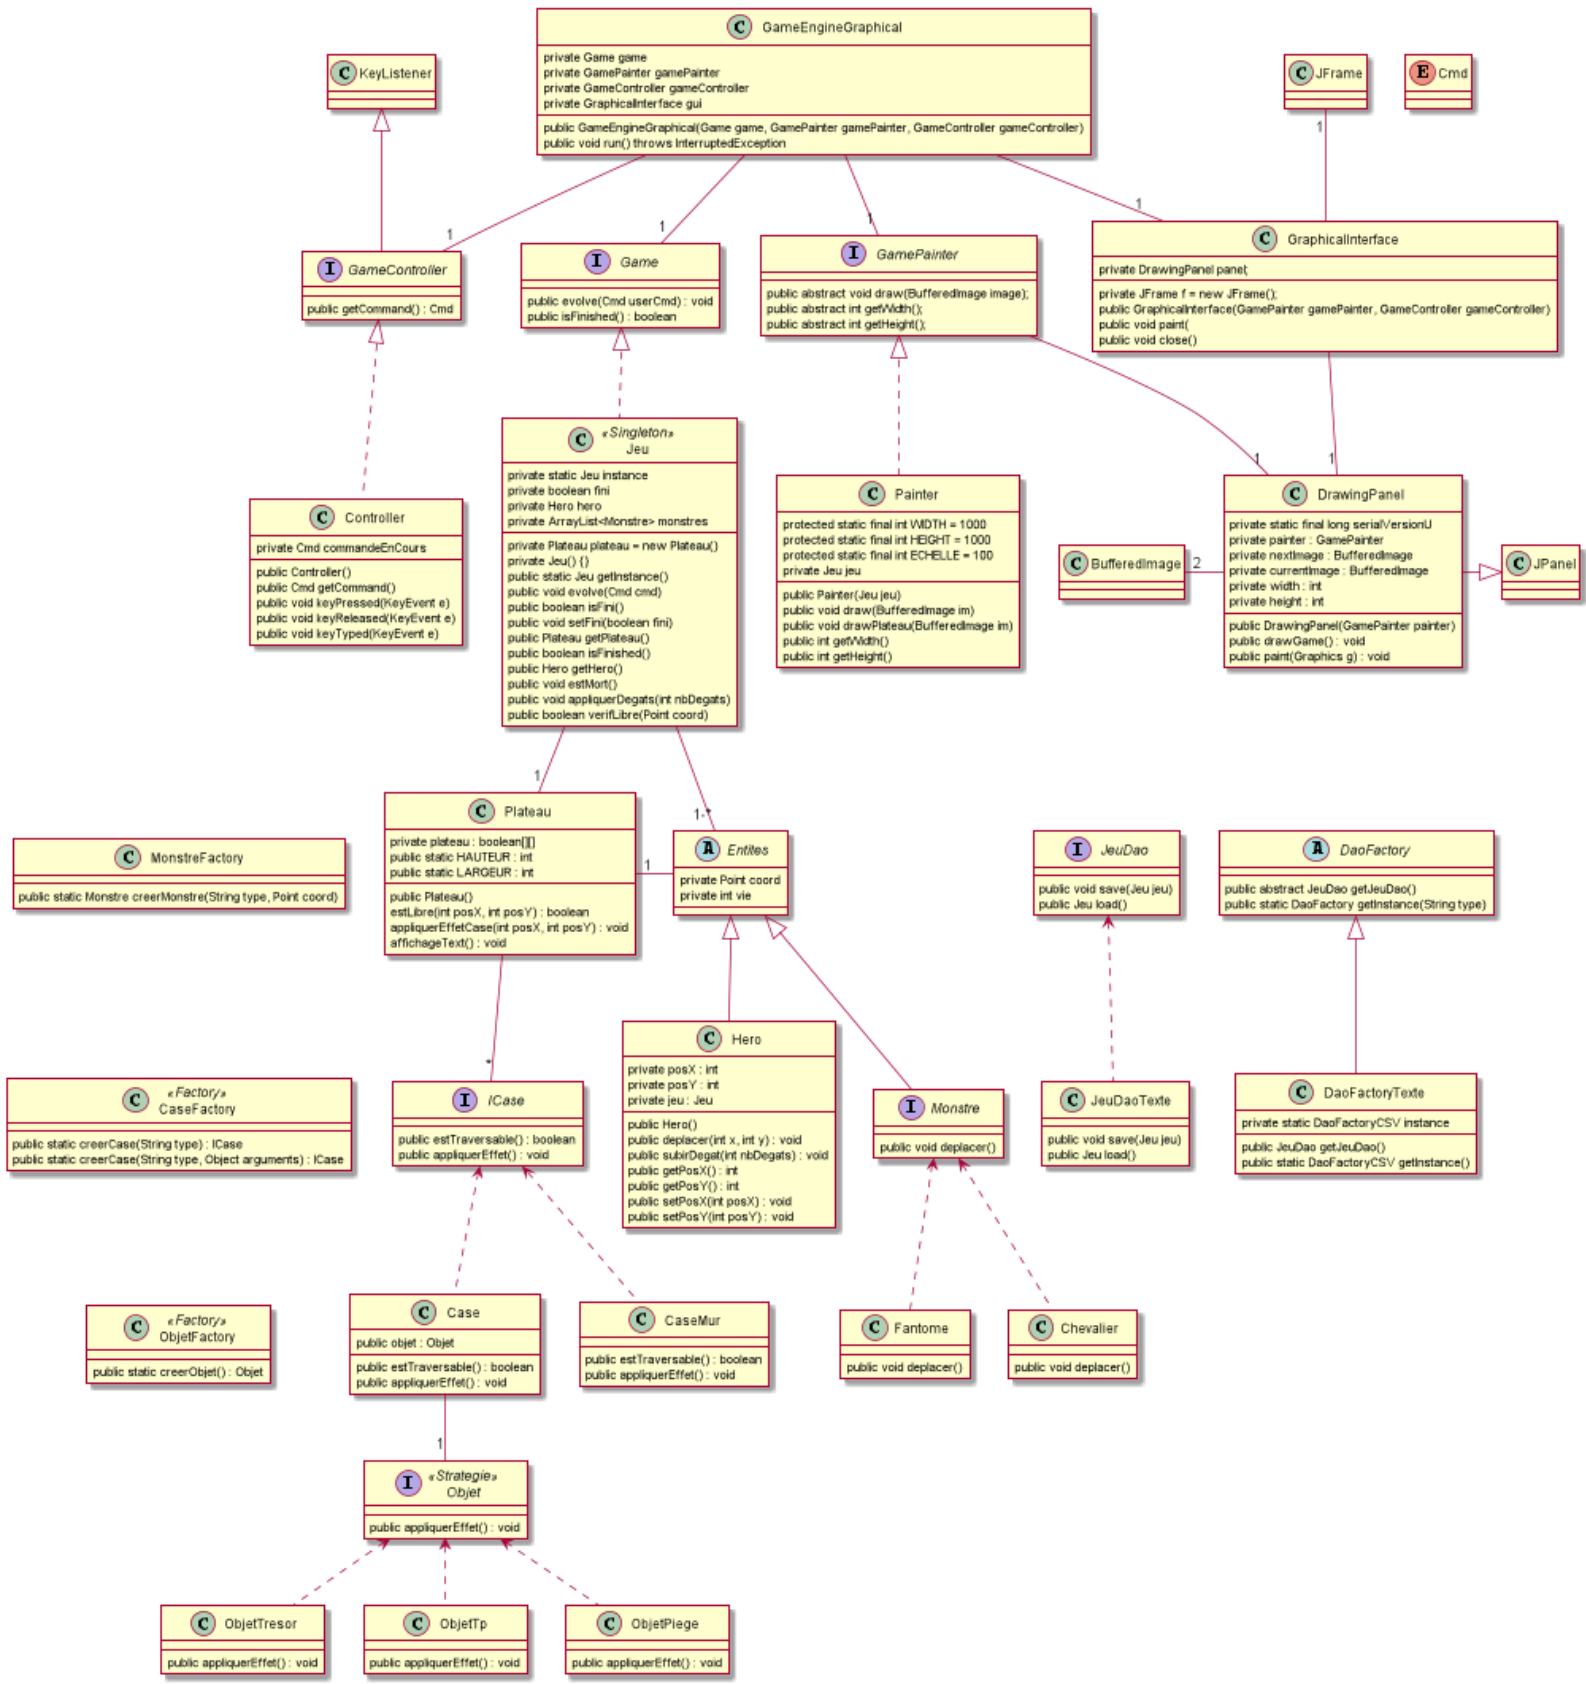 C GameEngineGraphical
private Game game
private GamePainter gamePainter
private GameController gameController
private GraphicalInterface gui
public GameEngineGraphical(Game game, GamePainter gamePainter, GameController gameController)
public void run() throws InterruptedException
C KeyListener
C JFrame
E Cmd
1
1
1
1
1
I GameController
public getCommand() : Cmd
I Game
public evolve(Cmd userCmd) : void
public isFinished() : boolean
I GamePainter
public abstract void draw(BufferedImage image);
public abstract int getWidth();
public abstract int getHeight();
C GraphicalInterface
private DrawingPanel panel;
private JFrame f = new JFrame();
public GraphicalInterface(GamePainter gamePainter, GameController gameController)
public void paint(
public void close()
C Controller
private Cmd commandeEnCours
public Controller()
public Cmd getCommand()
public void keyPressed(KeyEvent e)
public void keyReleased(KeyEvent e)
public void keyTyped(KeyEvent e)
C «Singleton»
Jeu
private static Jeu instance
private boolean fini
private Hero hero
private ArrayList<Monstre> monstres
private Plateau plateau = new Plateau()
private Jeu() {}
public static Jeu getInstance()
public void evolve(Cmd cmd)
public boolean isFini()
public void setFini(boolean fini)
public Plateau getPlateau()
public boolean isFinished()
public Hero getHero()
public void estMort()
public void appliquerDegats(int nbDegats)
public boolean verifLibre(Point coord)
C Painter
protected static final int WIDTH = 1000
protected static final int HEIGHT = 1000
protected static final int ECHELLE = 100
private Jeu jeu
public Painter(Jeu jeu)
public void draw(BufferedImage im)
public void drawPlateau(BufferedImage im)
public int getWidth()
public int getHeight()
1
1
C BufferedImage
2
C DrawingPanel
private static final long serialVersionU
private painter : GamePainter
private nextImage : BufferedImage
private currentImage : BufferedImage
private width : int
private height : int
public DrawingPanel(GamePainter painter)
public drawGame() : void
public paint(Graphics g) : void
C JPanel
1
1-*
C MonstreFactory
public static Monstre creerMonstre(String type, Point coord)
C Plateau
private plateau : boolean[][]
public static HAUTEUR : int
public static LARGEUR : int
public Plateau()
estLibre(int posX, int posY) : boolean
appliquerEffetCase(int posX, int posY) : void
affichageText() : void
1
A Entites
private Point coord
private int vie
I JeuDao
public void save(Jeu jeu)
public Jeu load()
A DaoFactory
public abstract JeuDao getJeuDao()
public static DaoFactory getInstance(String type)
*
C «Factory»
CaseFactory
public static creerCase(String type) : ICase
public static creerCase(String type, Object arguments) : ICase
I ICase
public estTraversable() : boolean
public appliquerEffet() : void
C Hero
private posX : int
private posY : int
private jeu : Jeu
public Hero()
public deplacer(int x, int y) : void
public subirDegat(int nbDegats) : void
public getPosX() : int
public getPosY() : int
public setPosX(int posX) : void
public setPosY(int posY) : void
I Monstre
public void deplacer()
C JeuDaoTexte
public void save(Jeu jeu)
public Jeu load()
C DaoFactoryTexte
private static DaoFactoryCSV instance
public JeuDao getJeuDao()
public static DaoFactoryCSV getInstance()
C «Factory»
ObjetFactory
public static creerObjet() : Objet
C Case
public objet : Objet
public estTraversable() : boolean
public appliquerEffet() : void
C CaseMur
public estTraversable() : boolean
public appliquerEffet() : void
C Fantome
public void deplacer()
C Chevalier
public void deplacer()
1
I «Strategie»
Objet
public appliquerEffet() : void
C ObjetTresor
public appliquerEffet() : void
C ObjetTp
public appliquerEffet() : void
C ObjetPiege
public appliquerEffet() : void